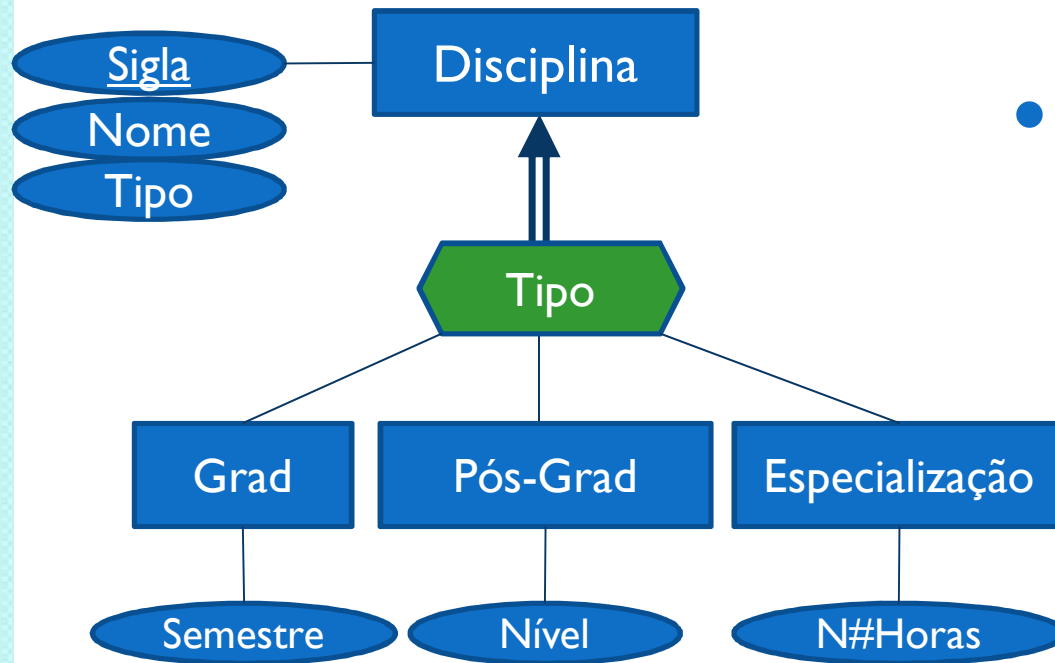 Sigla
Disciplina
Nome
Tipo
Tipo
Grad
Pós-Grad
Especialização
Semestre
Nível
N#Horas